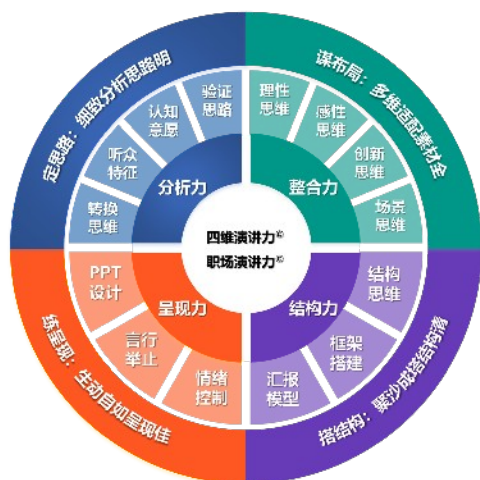 定思路：细致分析思路明
谋布局：多维适配素材全
验证
思路
理性
思维
认知
意愿
感性
思维
听众
特征
创新
思维
转换
思维
场景
思维
分析力
整合力
四维演讲力©
职场演讲力©
呈现力
结构力
PPT
设计
结构
思维
言行
举止
框架
搭建
情绪
控制
汇报
模型
练呈现：生动自如呈现佳
搭结构：聚沙成塔结构清